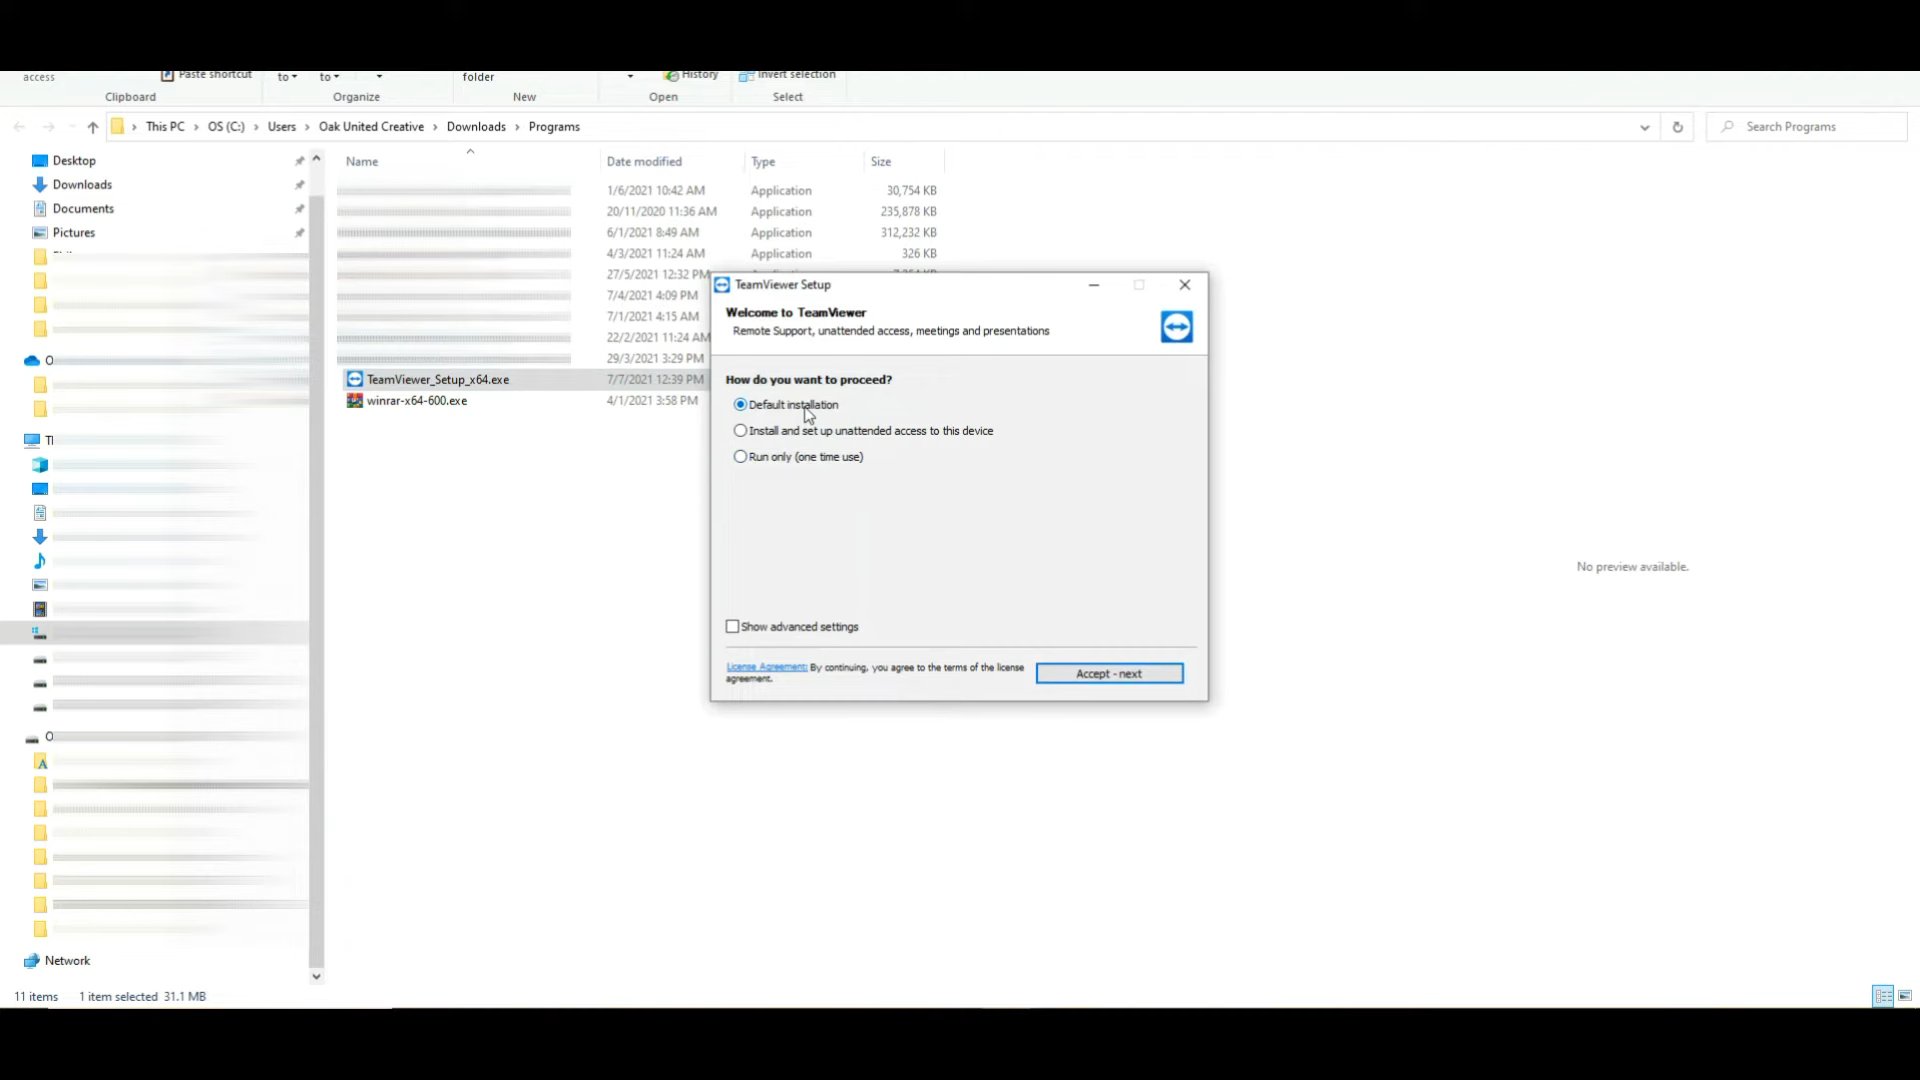 access
Paste shortcut
to
to
folder
History
Invert selection
Clipboard
Organize
New
Open
Select
This PC > OS (C:) > Users > Oak United Creative > Downloads > Programs
Search Programs
Desktop
Downloads
Documents
Pictures
Network
Name
Date modified
Type
Size
1/6/2021 10:42 AM Application 30,754 KB
20/11/2020 11:36 AM Application 235,878 KB
6/1/2021 8:49 AM Application 312,232 KB
4/3/2021 11:24 AM Application 326 KB
27/5/2021 12:32 PM
7/4/2021 4:09 PM
7/1/2021 4:15 AM
22/2/2021 11:24 AM
29/3/2021 3:29 PM
TeamViewer_Setup_x64.exe 7/7/2021 12:39 PM
winrar-x64-600.exe 4/1/2021 3:58 PM
TeamViewer Setup
Welcome to TeamViewer
Remote Support, unattended access, meetings and presentations
How do you want to proceed?
Default installation
Install and set up unattended access to this device
Run only (one time use)
Show advanced settings
License Agreement: By continuing, you agree to the terms of the license
agreement.
Accept - next
No preview available.
11 items
1 item selected 31.1 MB